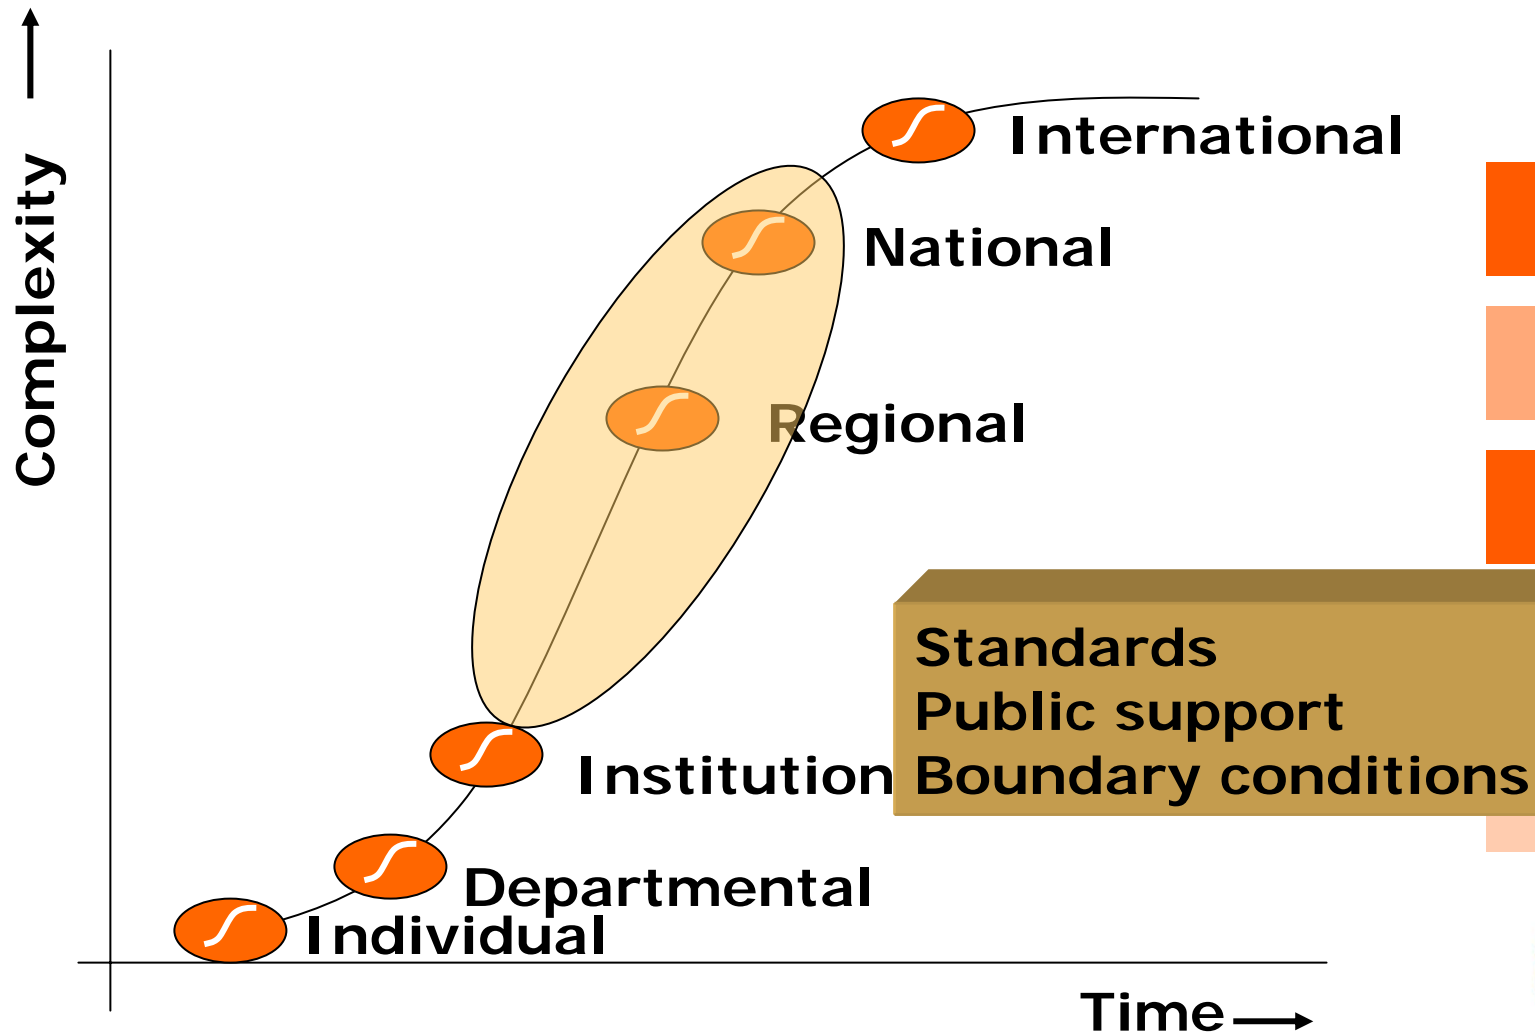 Complexity
International
National
Regional
Standards
Public support
Institution Boundary conditions
Departmental
Individual
Time